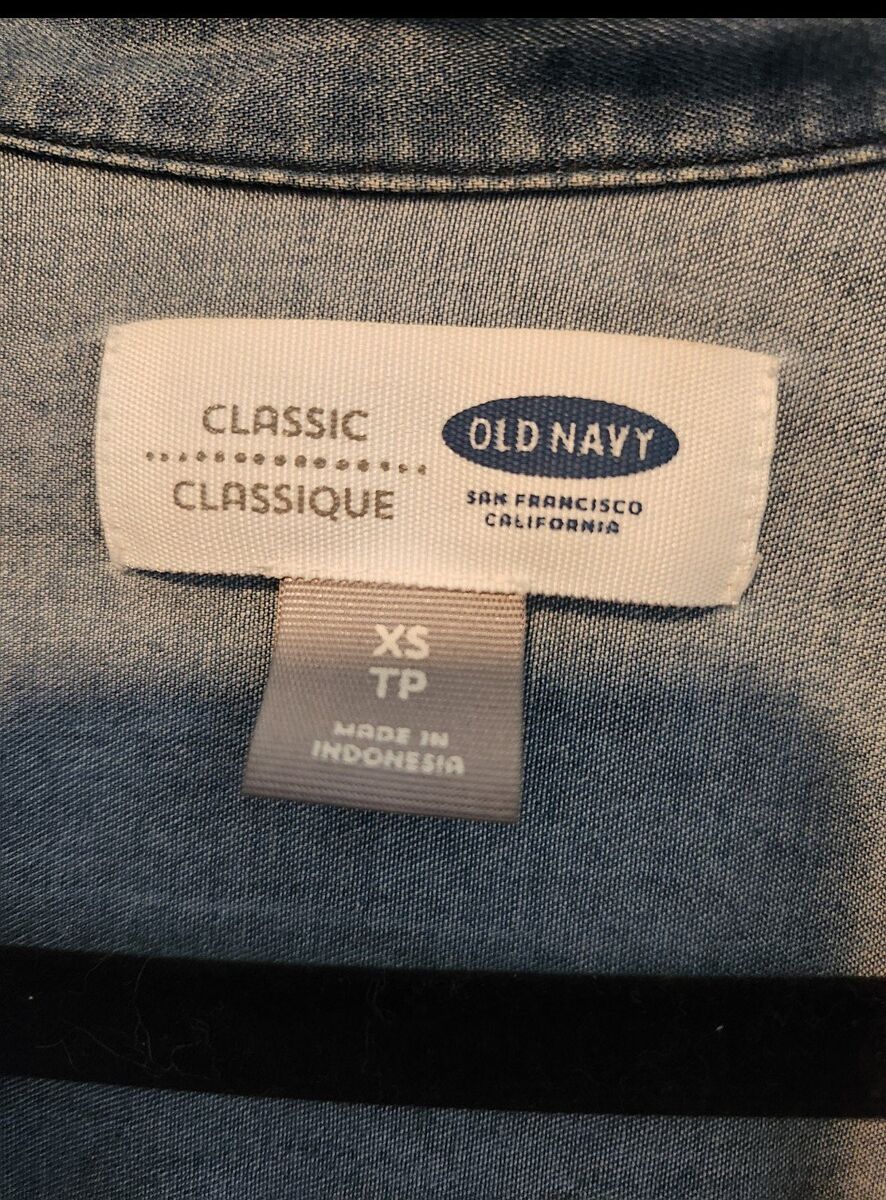 CLASSIC
CLASSIQUE
OLD NAVY
SAN FRANCISCO
CALIFORNIA
XS
TP
MADE IN
INDONESIA